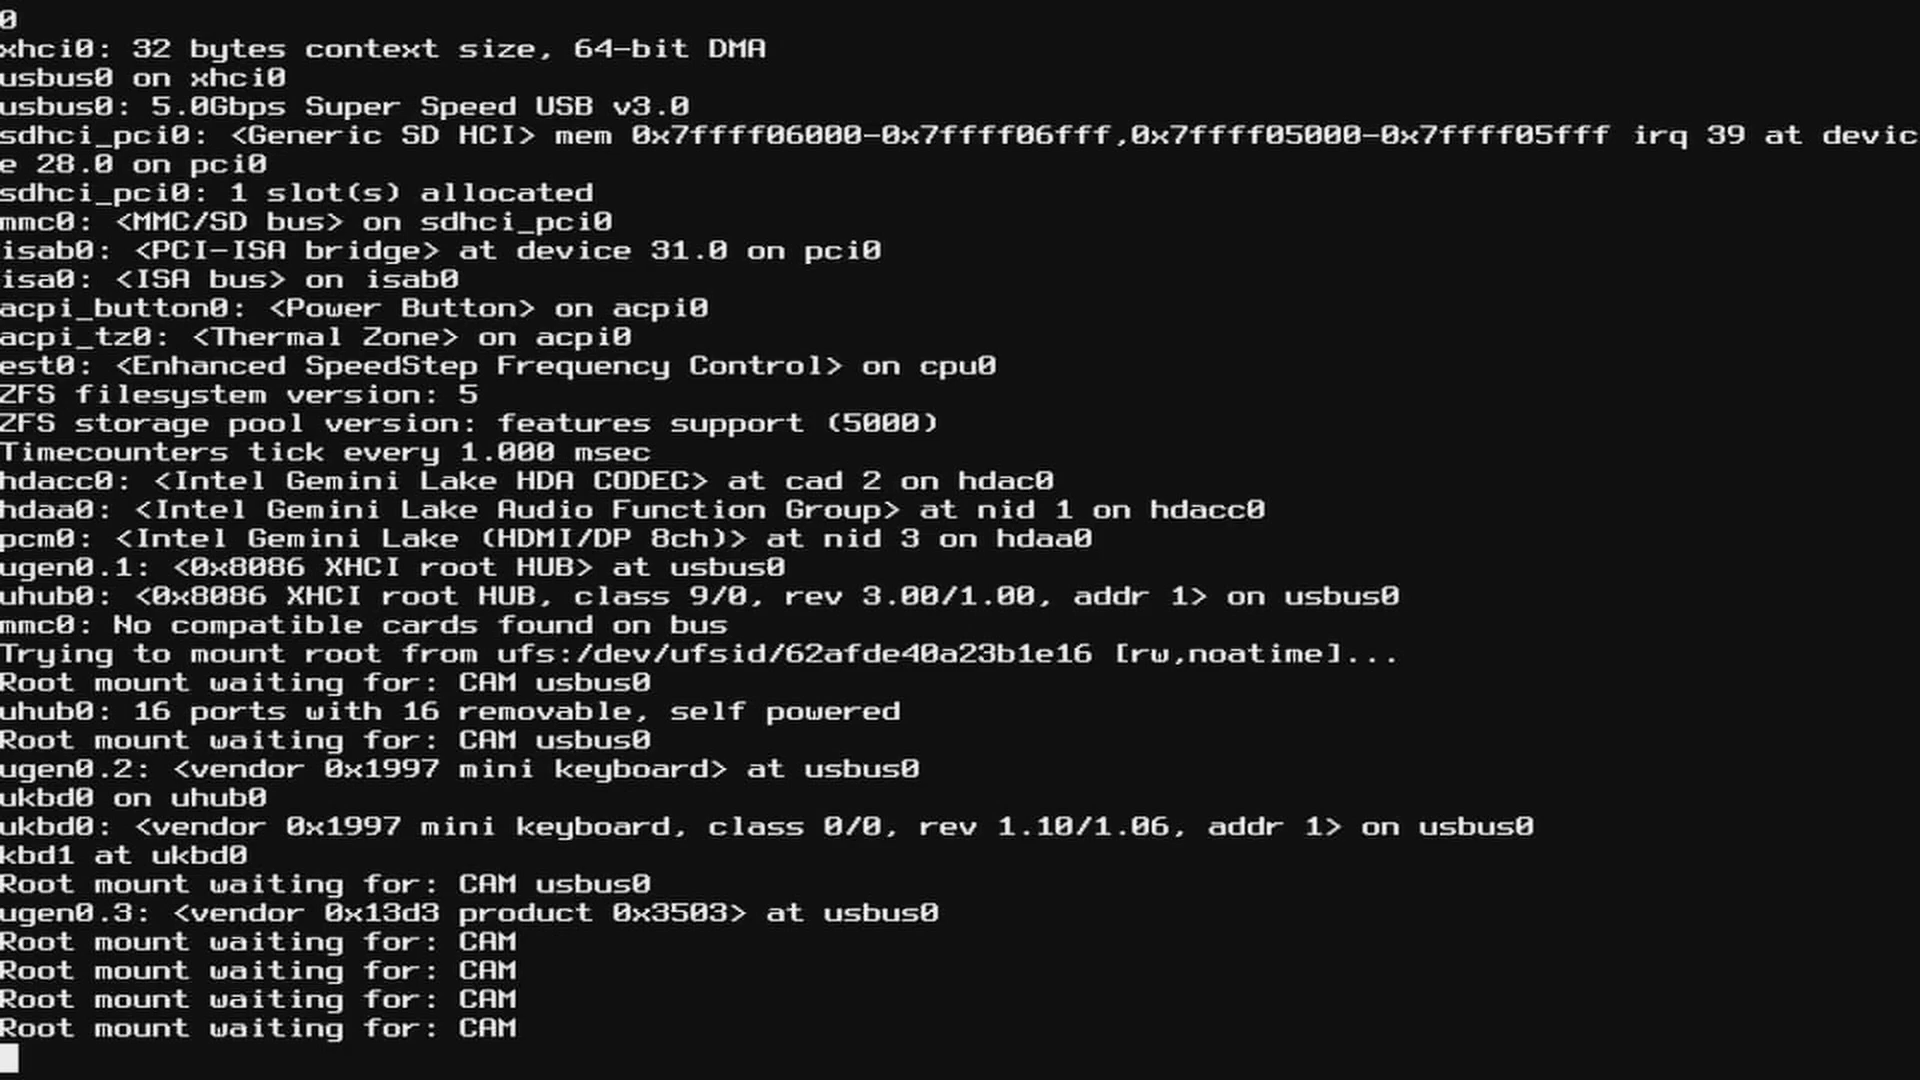 0
xhci0: 32 bytes context size, 64-bit DMA
usbus0 on xhci0
usbus0: 5.0Gbps Super Speed USB v3.0
sdhci_pci0: <Generic SD HCI> mem 0x7ffff06000-0x7ffff06fff,0x7ffff05000-0x7ffff05fff irq 39 at devic
e 28.0 on pci0
sdhci_pci0: 1 slot(s) allocated
mmc0: <MMC/SD bus> on sdhci_pci0
isab0: <PCI-ISA bridge> at device 31.0 on pci0
isa0: <ISA bus> on isab0
acpi_button0: <Power Button> on acpi0
acpi_tz0: <Thermal Zone> on acpi0
est0: <Enhanced SpeedStep Frequency Control> on cpu0
ZFS filesystem version: 5
ZFS storage pool version: features support (5000)
Timecounters tick every 1.000 msec
hdacc0: <Intel Gemini Lake HDA CODEC> at cad 2 on hdac0
hdaa0: <Intel Gemini Lake Audio Function Group> at nid 1 on hdacc0
pcm0: <Intel Gemini Lake (HDMI/DP 8ch)> at nid 3 on hdaa0
ugen0.1: <0x8086 XHCI root HUB> at usbus0
uhub0: <0x8086 XHCI root HUB, class 9/0, rev 3.00/1.00, addr 1> on usbus0
mmc0: No compatible cards found on bus
Trying to mount root from ufs:/dev/ufsid/62afde40a23b1e16 [rw,noatime]...
Root mount waiting for: CAM usbus0
uhub0: 16 ports with 16 removable, self powered
Root mount waiting for: CAM usbus0
ugen0.2: <vendor 0x1997 mini keyboard> at usbus0
ukbd0 on uhub0
ukbd0: <vendor 0x1997 mini keyboard, class 0/0, rev 1.10/1.06, addr 1> on usbus0
kbd1 at ukbd0
Root mount waiting for: CAM usbus0
ugen0.3: <vendor 0x13d3 product 0x3503> at usbus0
Root mount waiting for: CAM
Root mount waiting for: CAM
Root mount waiting for: CAM
Root mount waiting for: CAM